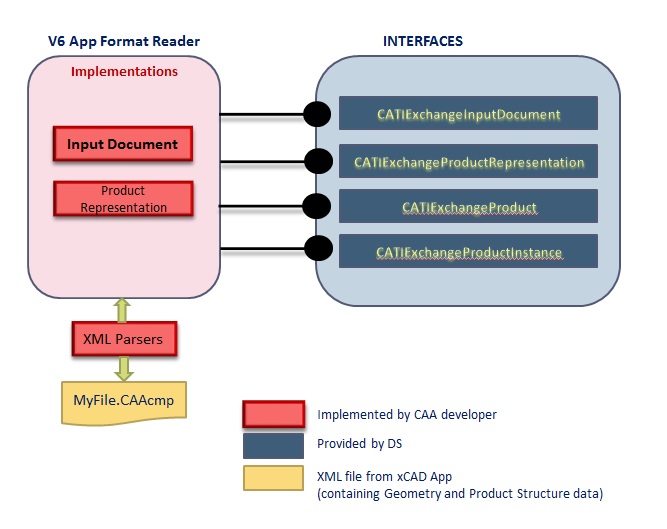 V6 App Format Reader
INTERFACES
Implementations
Input Document
Product
Representation
CATIExchangeInputDocument
CATIExchangeProductRepresentation
CATIExchangeProduct
CATIExchangeProductInstance
XML Parsers
MyFile.CAAcmp
Implemented by CAA developer
Provided by DS
XML file from xCAD App
(containing Geometry and Product Structure data)